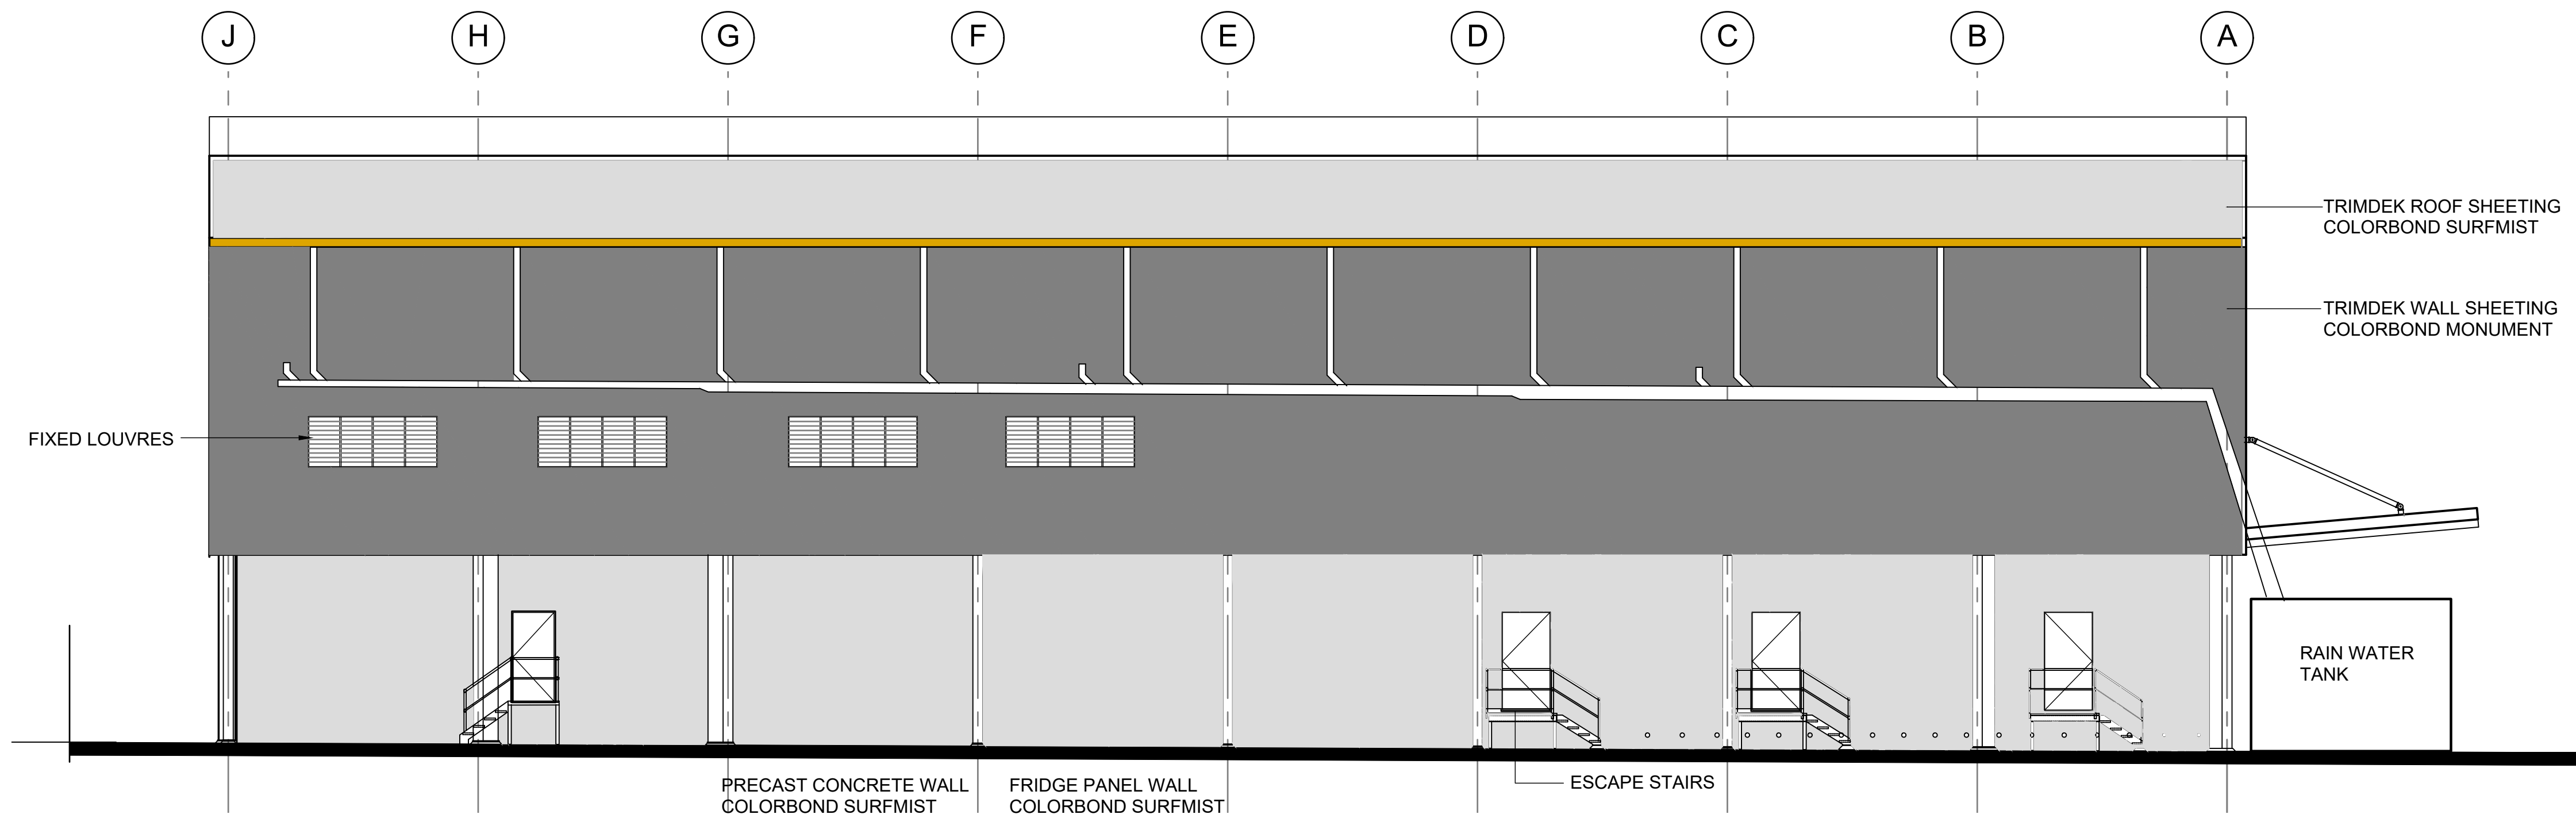 J H G F E D C B A
TRIMDEK ROOF SHEETING
COLORBOND SURFMIST
TRIMDEK WALL SHEETING
COLORBOND MONUMENT
FIXED LOUVRES
RAIN WATER
TANK
PRECAST CONCRETE WALL
COLORBOND SURFMIST
FRIDGE PANEL WALL
COLORBOND SURFMIST
ESCAPE STAIRS